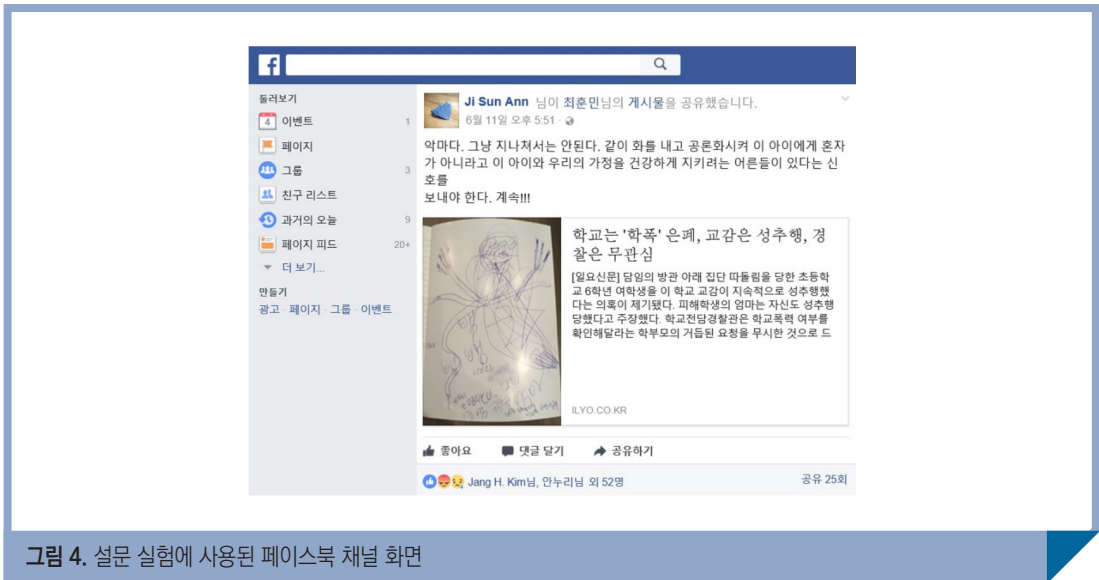 f
둘러보기
4 이벤트 1
페이지
그룹 3
친구 리스트
과거의 오늘 9
페이지 피드 20+
더 보기...
만들기
광고 · 페이지 · 그룹 · 이벤트
Ji Sun Ann 님이 최훈민님의 게시물을 공유했습니다.
6월 11일 오후 5:51 ·
악마다. 그냥 지나쳐서는 안된다. 같이 화를 내고 공론화시켜 이 아이에게 혼자
가 아니라고 이 아이와 우리의 가정을 건강하게 지키려는 어른들이 있다는 신
호를
보내야 한다. 계속!!!
학교는 '학폭' 은폐, 교감은 성추행, 경
찰은 무관심
[일요신문] 담임의 방관 아래 집단 따돌림을 당한 초등학
교 6학년 여학생을 이 학교 교감이 지속적으로 성추행했
다는 의혹이 제기됐다. 피해학생의 엄마는 자신도 성추행
당했다고 주장했다. 학교전담경찰관은 학교폭력 여부를
확인해달라는 학부모의 거듭된 요청을 무시한 것으로 드
ILYO.CO.KR
좋아요 댓글 달기 공유하기
Jang H. Kim님, 안누리님 외 52명 공유 25회
그림 4. 설문 실험에 사용된 페이스북 채널 화면